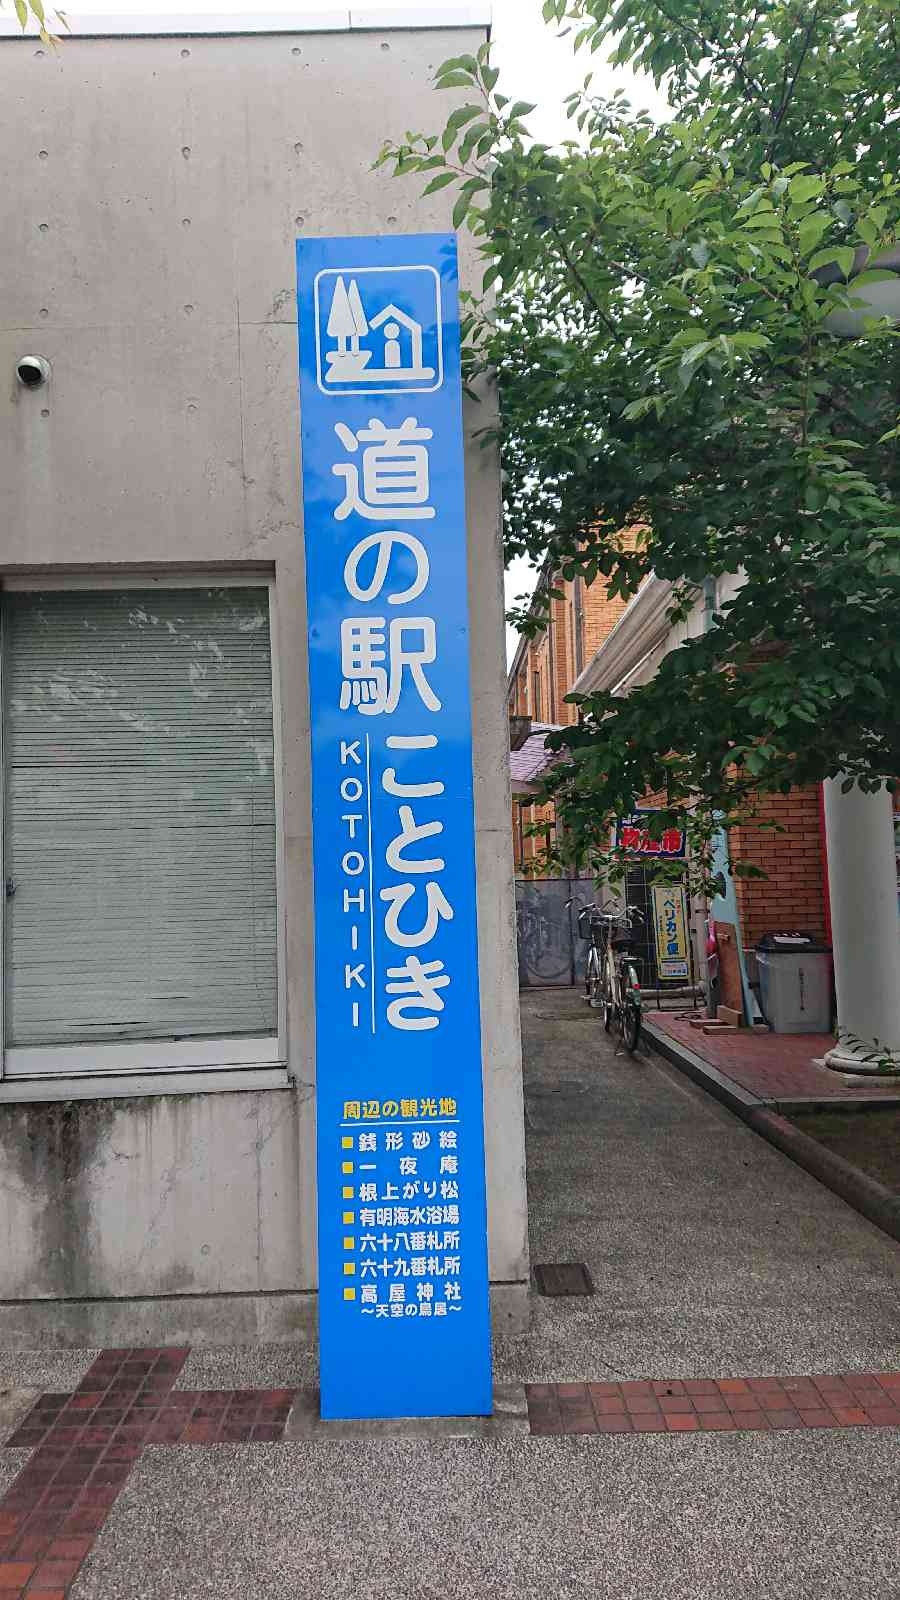 道の駅
ことひき
KOTOHIKI
周辺の観光地
銭形砂絵
一夜庵
根上がり松
有明海水浴場
六十八番札所
六十九番札所
高屋神社
～天空の鳥居～
物産市
ペリカン便